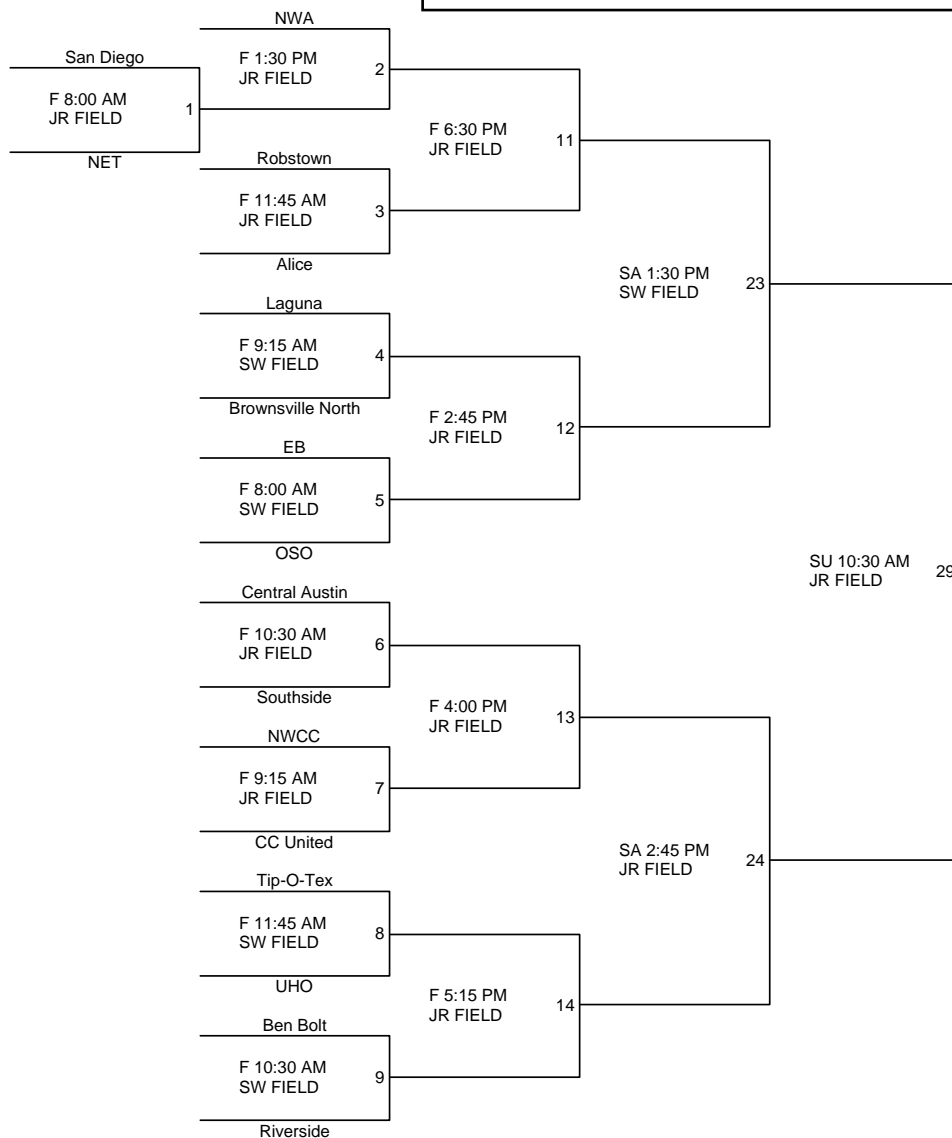 NWA
San Diego
F 1:30 PM
JR FIELD
2
F 8:00 AM
JR FIELD
1
F 6:30 PM
JR FIELD
11
NET
Robstown
F 11:45 AM
JR FIELD
3
Alice
SA 1:30 PM
SW FIELD
23
Laguna
F 9:15 AM
SW FIELD
4
Brownsville North
F 2:45 PM
JR FIELD
12
EB
F 8:00 AM
SW FIELD
5
OSO
SU 10:30 AM
JR FIELD
29
Central Austin
F 10:30 AM
JR FIELD
6
Southside
F 4:00 PM
JR FIELD
13
NWCC
F 9:15 AM
JR FIELD
7
CC United
SA 2:45 PM
JR FIELD
24
Tip-O-Tex
F 11:45 AM
SW FIELD
8
UHO
F 5:15 PM
JR FIELD
14
Ben Bolt
F 10:30 AM
SW FIELD
9
Riverside